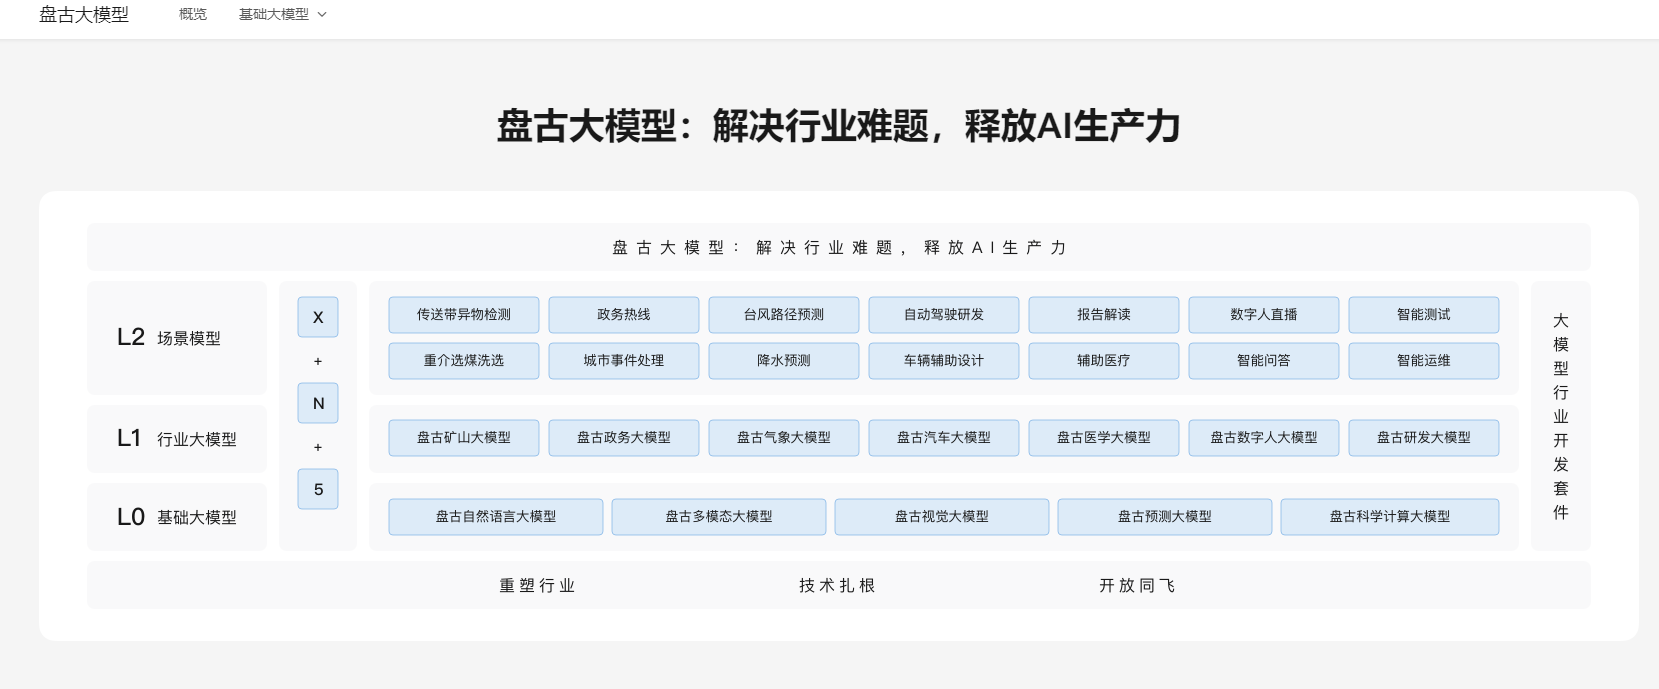 盘古大模型 概览 基础大模型
盘古大模型：解决行业难题，释放AI生产力
盘古大模型：解决行业难题，释放AI生产力
L2 场景模型
X
+
N
+
5
传送带异物检测 政务热线 台风路径预测 自动驾驶研发 报告解读 数字人直播 智能测试
重介选煤洗选 城市事件处理 降水预测 车辆辅助设计 辅助医疗 智能问答 智能运维
L1 行业大模型
盘古矿山大模型 盘古政务大模型 盘古气象大模型 盘古汽车大模型 盘古医学大模型 盘古数字人大模型 盘古研发大模型
L0 基础大模型
盘古自然语言大模型 盘古多模态大模型 盘古视觉大模型 盘古预测大模型 盘古科学计算大模型
大模型行业开发套件
重塑行业 技术扎根 开放同飞